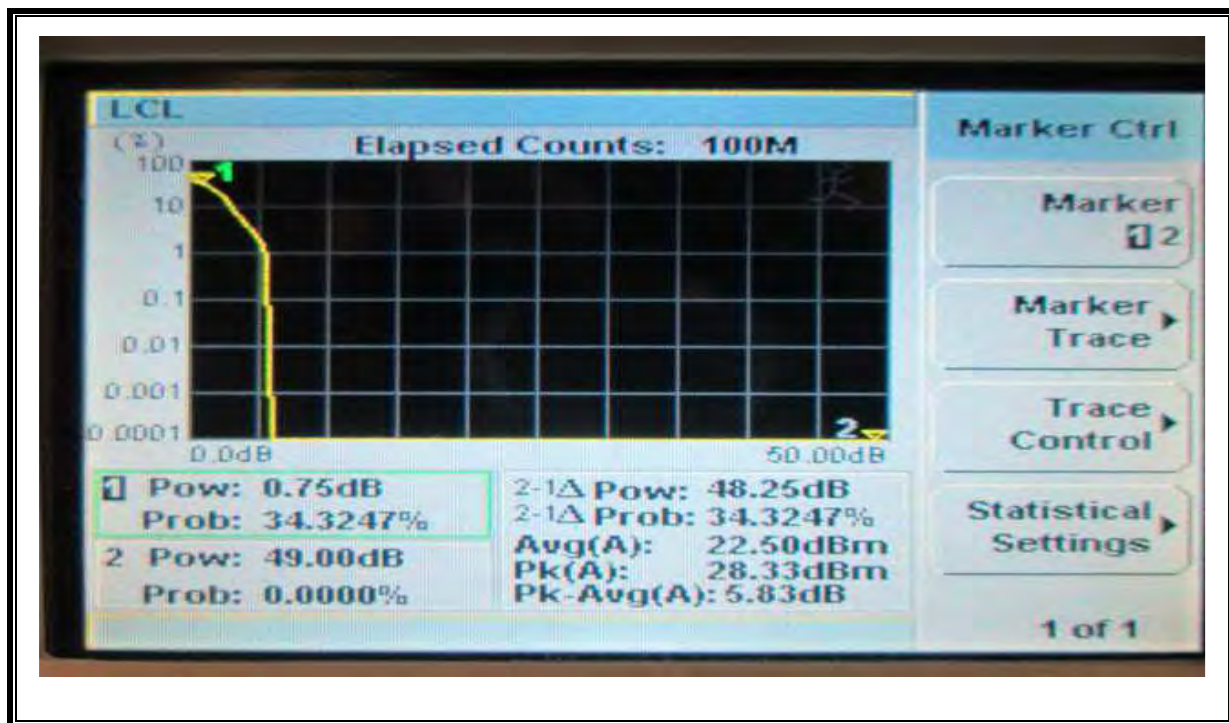 LCL
(%) Elapsed Counts: 100M
100
10
1
0.1
0.01
0.001
0.0001
0.0dB 50.00dB
1
2
1 Pow: 0.75dB
Prob: 34.3247%
2 Pow: 49.00dB
Prob: 0.0000%
2-1Δ Pow: 48.25dB
2-1Δ Prob: 34.3247%
Avg(A): 22.50dBm
Pk(A): 28.33dBm
Pk-Avg(A): 5.83dB
Marker Ctrl
Marker
1 2
Marker
Trace
Trace
Control
Statistical
Settings
1 of 1